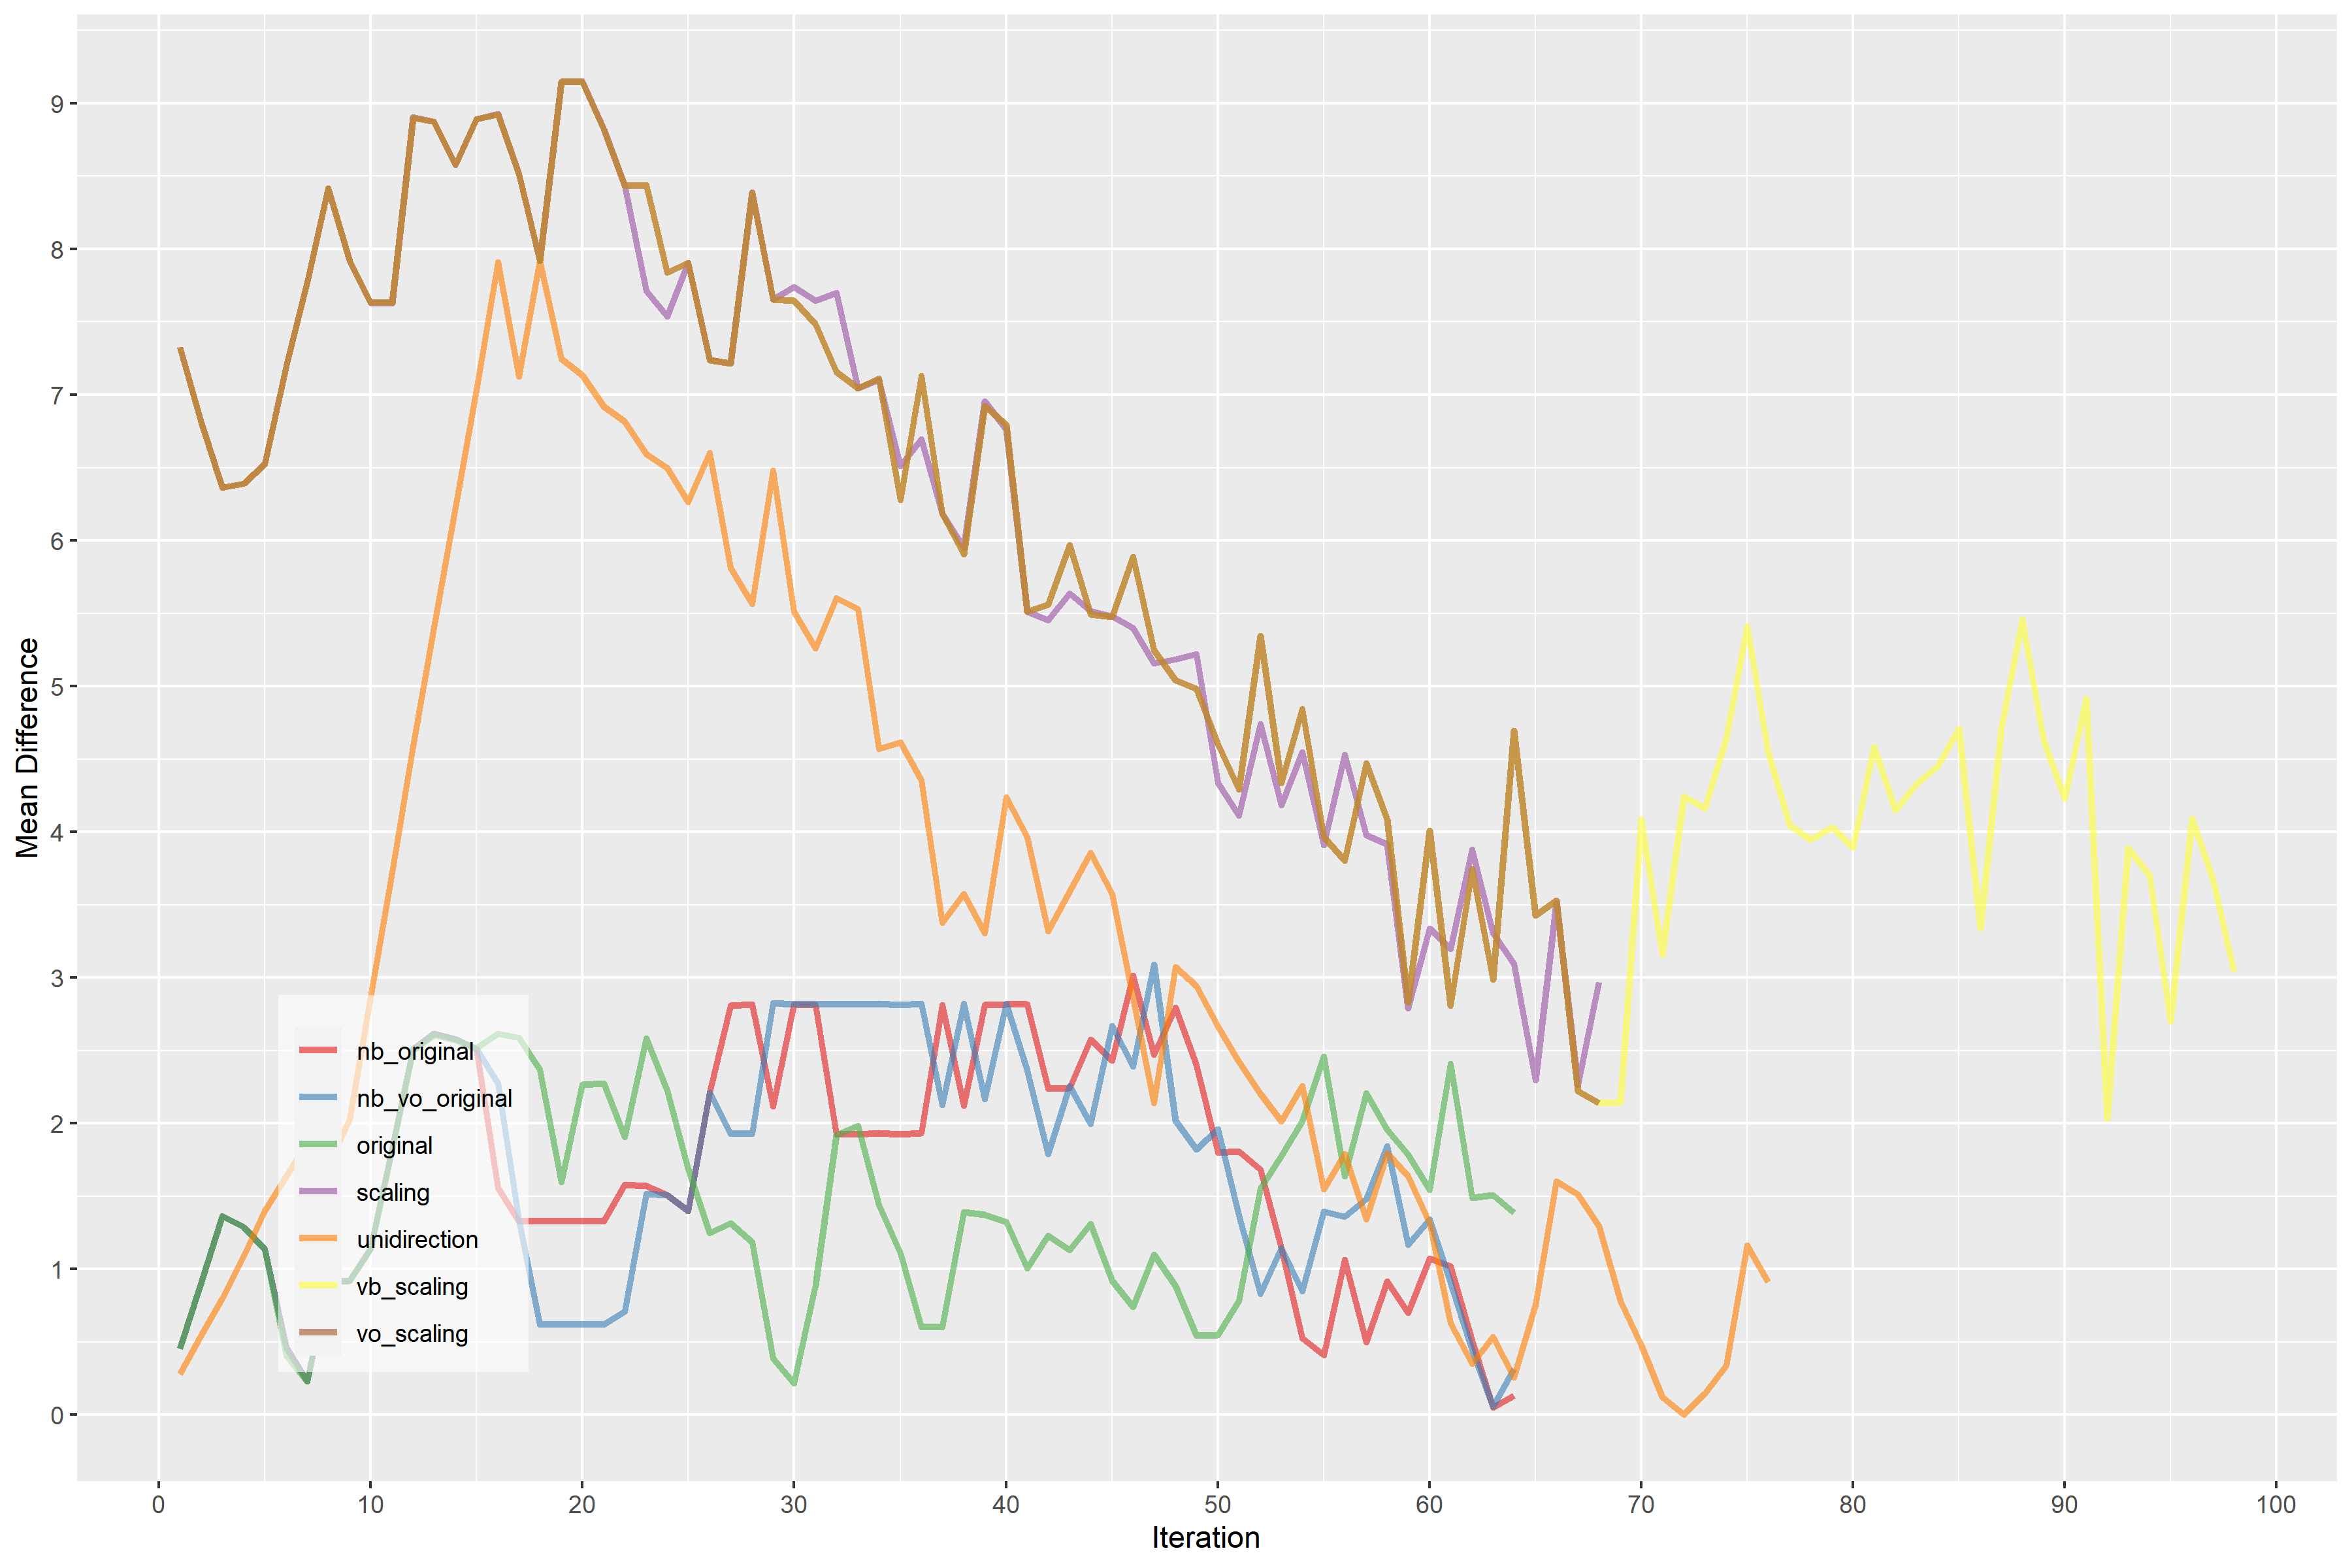 9
8
7
6
5
4
3
2
1
0
Mean Difference
nb_original
nb_vo_original
original
scaling
unidirection
vb_scaling
vo_scaling
0 10 20 30 40 50 60 70 80 90 100
Iteration